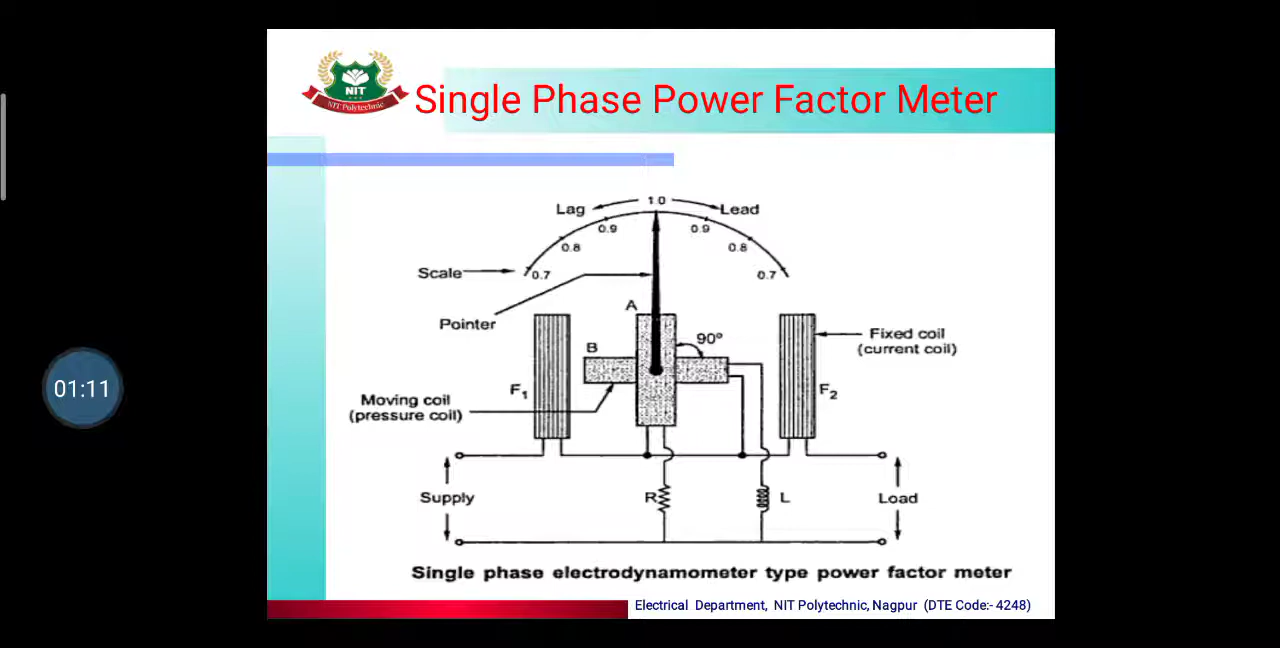 NIT
NIT Polytechnic
Single Phase Power Factor Meter
Lag
1.0
Lead
0.9
0.9
0.8
0.8
Scale
0.7
0.7
Pointer
A
90°
Fixed coil
(current coil)
B
F1
F2
Moving coil
(pressure coil)
01:11
Supply
R
L
Load
Single phase electrodynamometer type power factor meter
Electrical Department, NIT Polytechnic, Nagpur (DTE Code:- 4248)